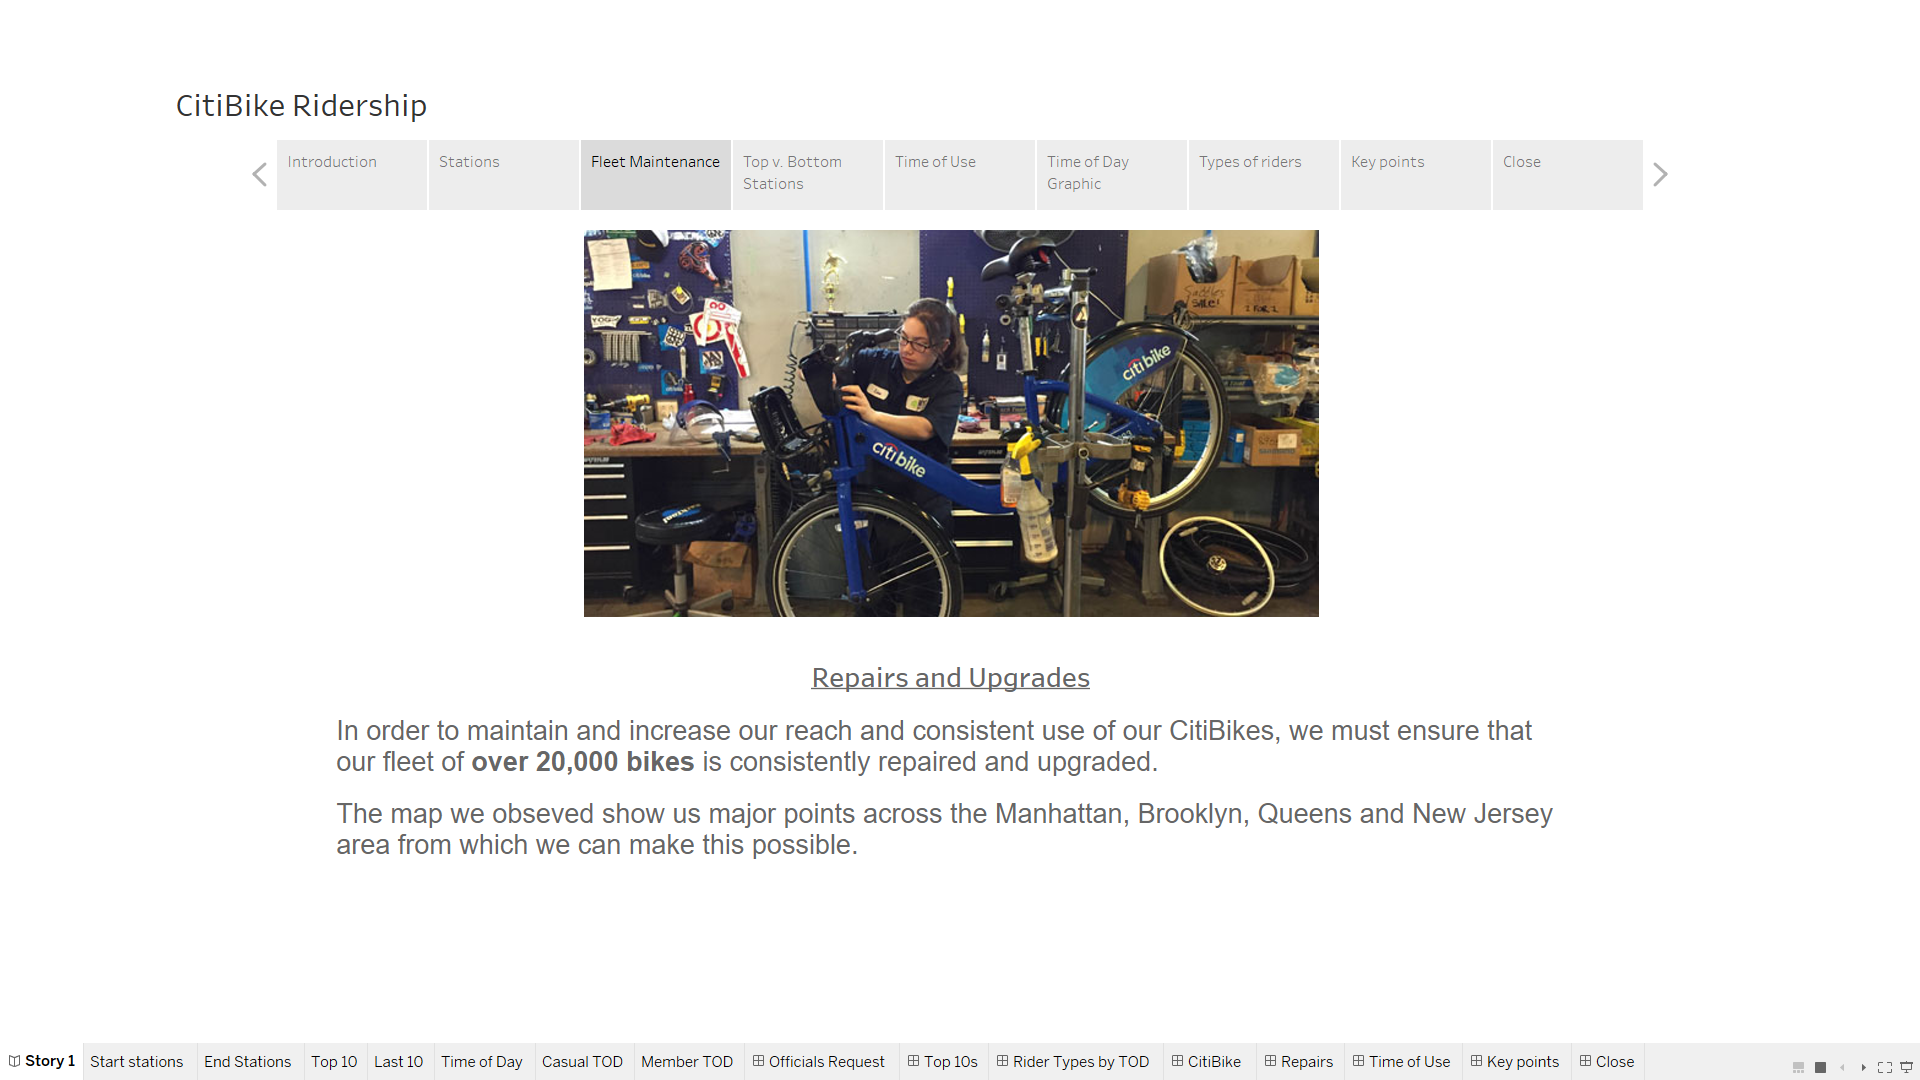 CitiBike Ridership
Introduction
Stations
Fleet Maintenance
Top v. Bottom
Stations
Time of Use
Time of Day
Graphic
Types of riders
Key points
Close
Saddles
SALE!
2 FOR 1
citi bike
citi bike
Repairs and Upgrades
In order to maintain and increase our reach and consistent use of our CitiBikes, we must ensure that
our fleet of over 20,000 bikes is consistently repaired and upgraded.
The map we obseved show us major points across the Manhattan, Brooklyn, Queens and New Jersey
area from which we can make this possible.
Story 1
Start stations
End Stations
Top 10
Last 10
Time of Day
Casual TOD
Member TOD
Officials Request
Top 10s
Rider Types by TOD
CitiBike
Repairs
Time of Use
Key points
Close